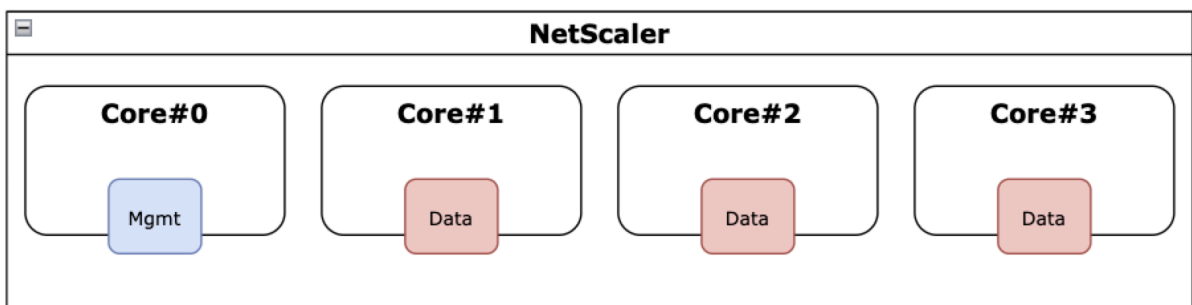 NetScaler
Core#0 Core#1 Core#2 Core#3
Mgmt Data Data Data